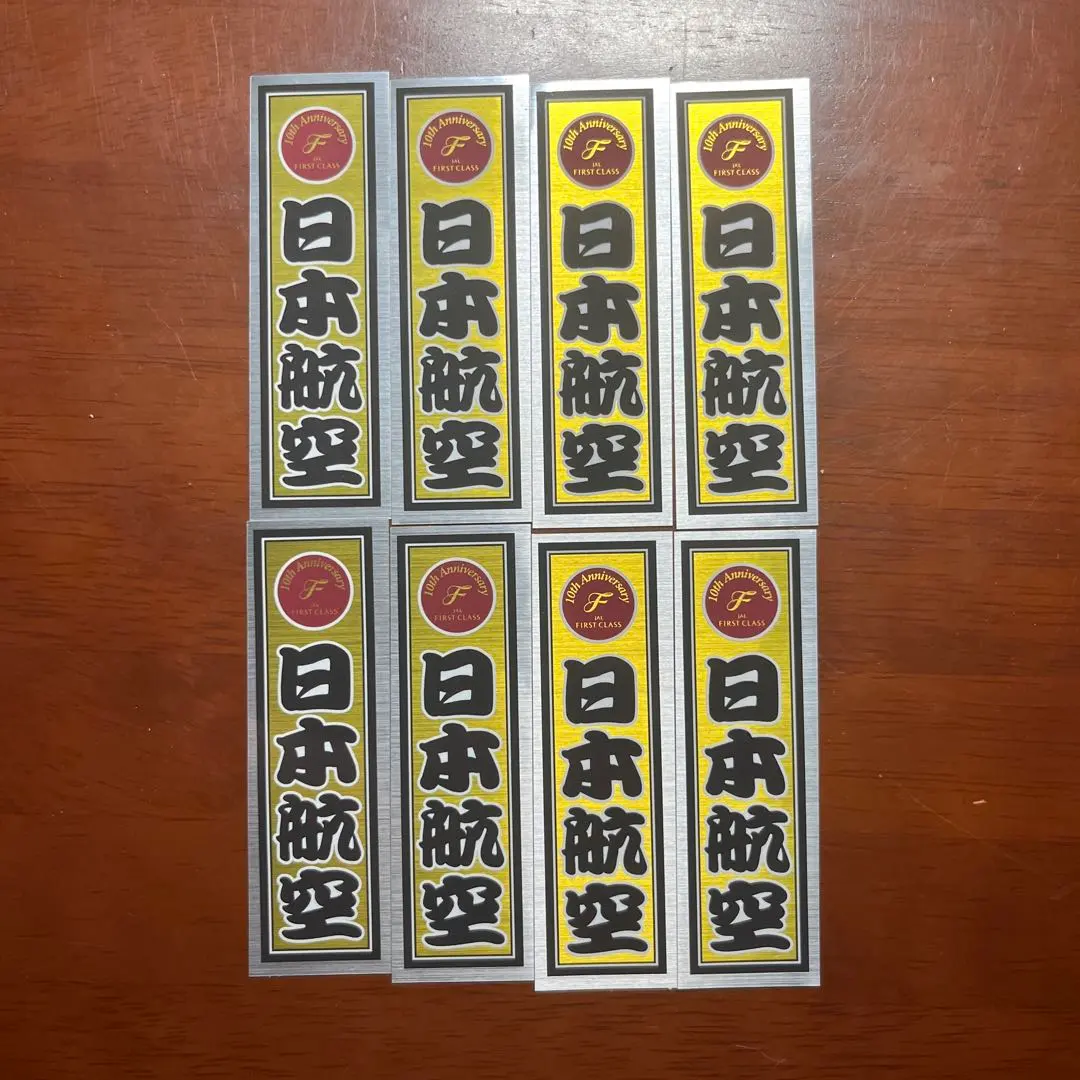 10th Anniversary
F
JAL
FIRST CLASS
日本航空
10th Anniversary
F
JAL
FIRST CLASS
日本航空
10th Anniversary
F
JAL
FIRST CLASS
日本航空
10th Anniversary
F
JAL
FIRST CLASS
日本航空
10th Anniversary
F
JAL
FIRST CLASS
日本航空
10th Anniversary
F
JAL
FIRST CLASS
日本航空
10th Anniversary
F
JAL
FIRST CLASS
日本航空
10th Anniversary
F
JAL
FIRST CLASS
日本航空